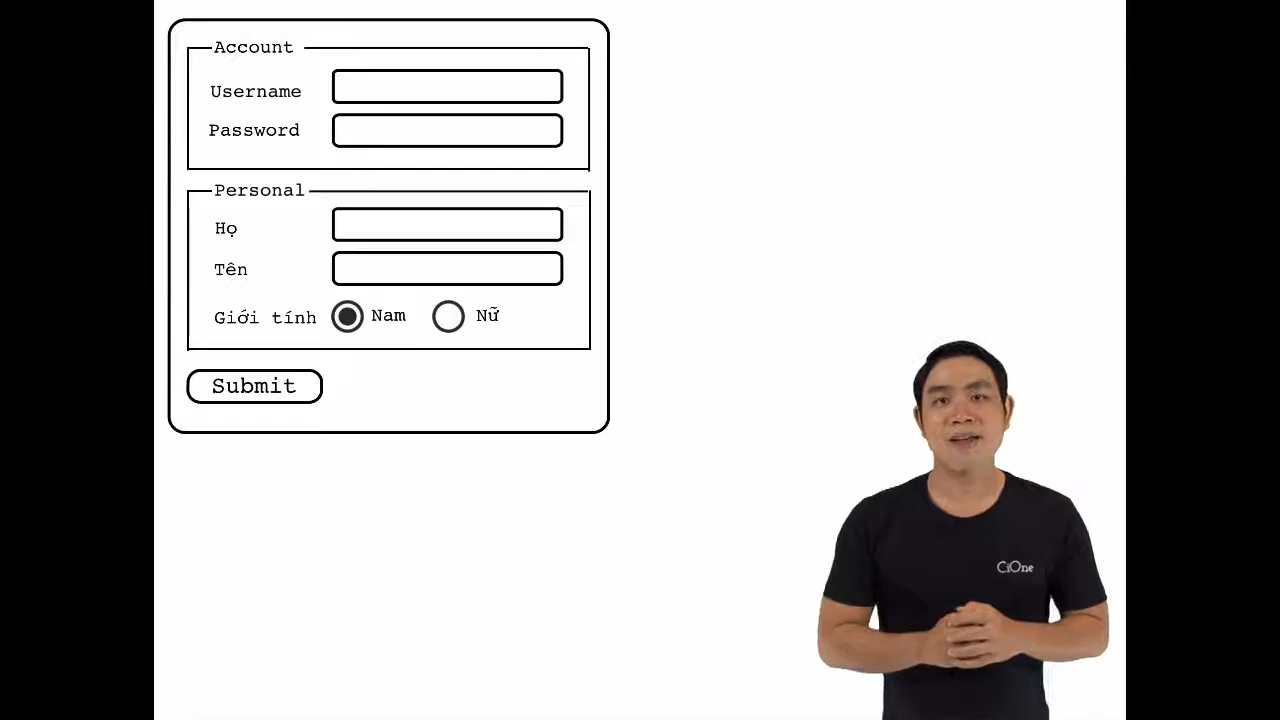 Account
Username
Password
Personal
Họ
Tên
Giới tính Nam Nữ
Submit
CiOne